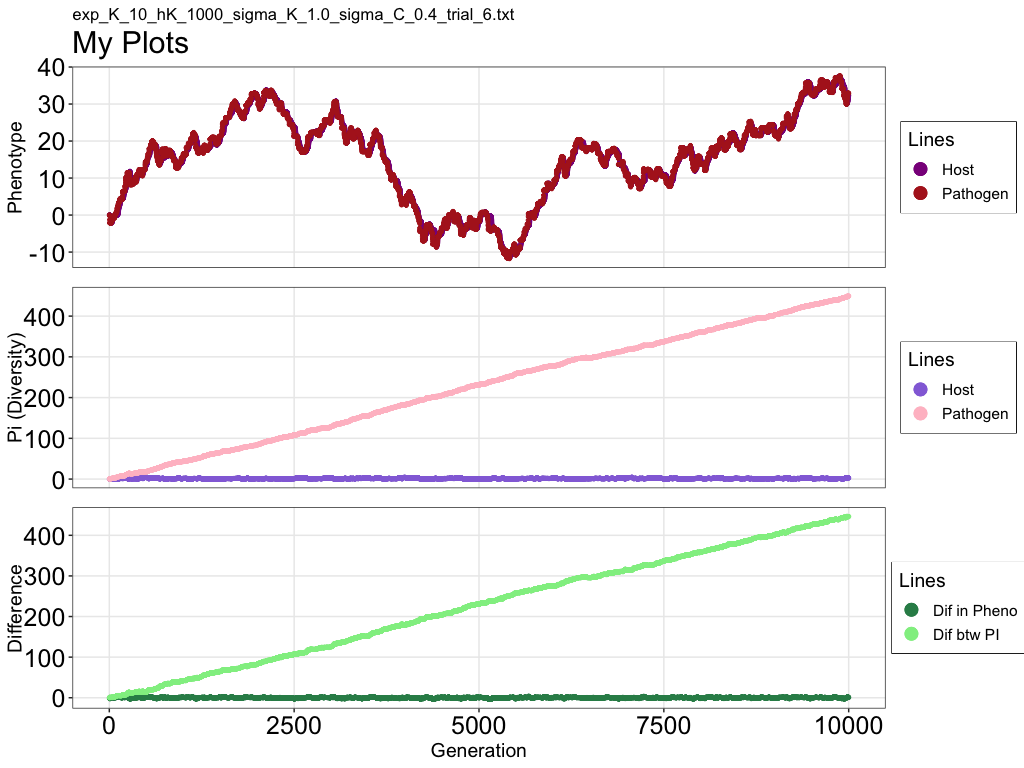 exp_K_10_hK_1000_sigma_K_1.0_sigma_C_0.4_trial_6.txt
My Plots
Phenotype
40
30
20
10
0
-10
Lines
Host
Pathogen
Pi (Diversity)
400
300
200
100
0
Lines
Host
Pathogen
Difference
400
300
200
100
0
Lines
Dif in Pheno
Dif btw PI
0 2500 5000 7500 10000
Generation